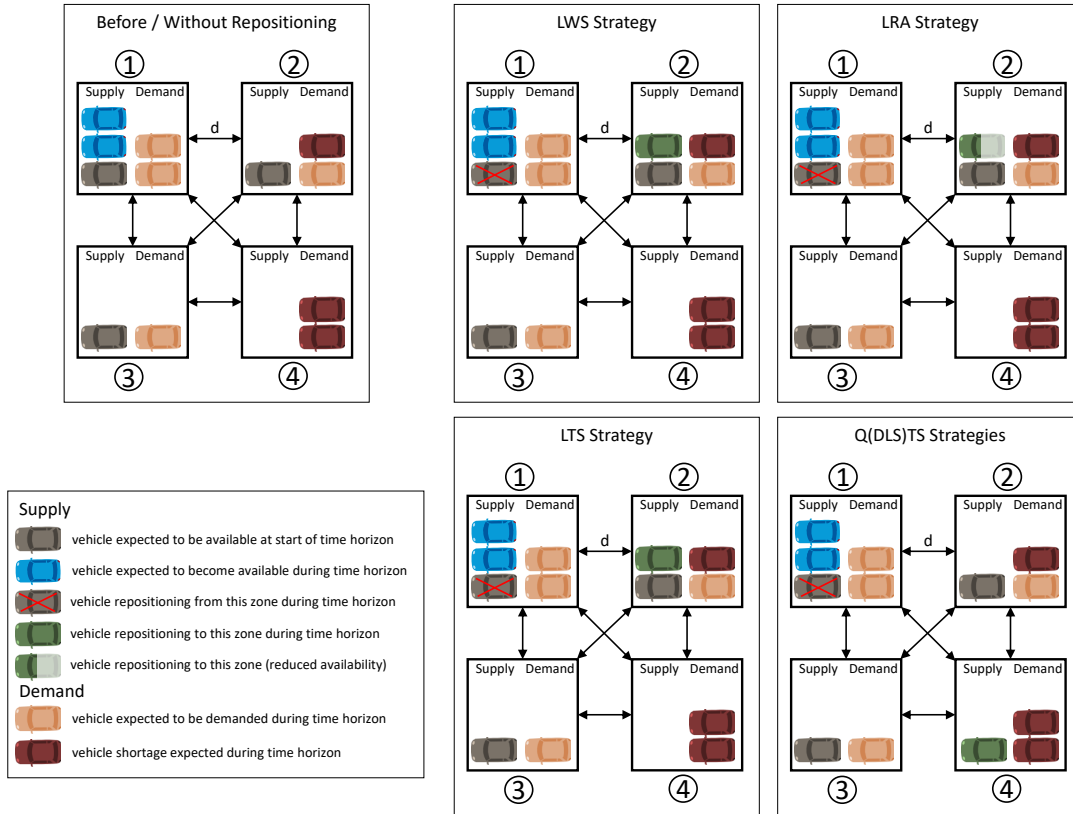 Before / Without Repositioning
1 2
Supply Demand Supply Demand
d
Supply Demand Supply Demand
3 4
LWS Strategy
1 2
Supply Demand Supply Demand
d
Supply Demand Supply Demand
3 4
LRA Strategy
1 2
Supply Demand Supply Demand
d
Supply Demand Supply Demand
3 4
Supply
vehicle expected to be available at start of time horizon
vehicle expected to become available during time horizon
vehicle repositioning from this zone during time horizon
vehicle repositioning to this zone during time horizon
vehicle repositioning to this zone (reduced availability)
Demand
vehicle expected to be demanded during time horizon
vehicle shortage expected during time horizon
LTS Strategy
1 2
Supply Demand Supply Demand
d
Supply Demand Supply Demand
3 4
Q(DLS)TS Strategies
1 2
Supply Demand Supply Demand
d
Supply Demand Supply Demand
3 4